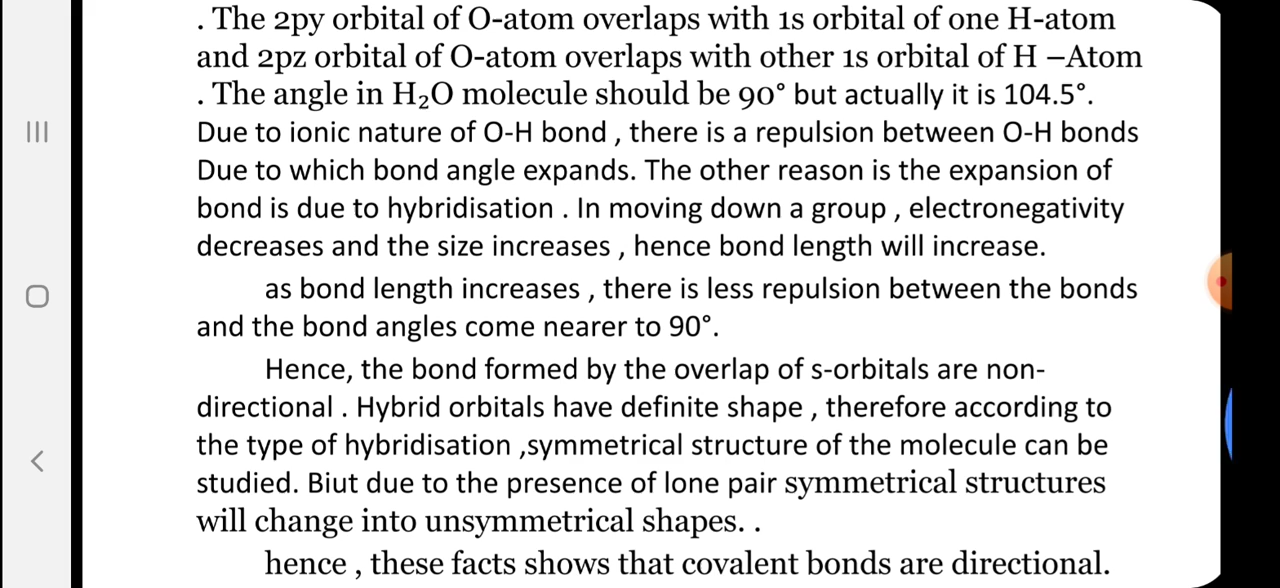 . The 2py orbital of O-atom overlaps with 1s orbital of one H-atom
and 2pz orbital of O-atom overlaps with other 1s orbital of H –Atom
. The angle in H₂O molecule should be 90° but actually it is 104.5°.
Due to ionic nature of O-H bond , there is a repulsion between O-H bonds
Due to which bond angle expands. The other reason is the expansion of
bond is due to hybridisation . In moving down a group , electronegativity
decreases and the size increases , hence bond length will increase.
as bond length increases , there is less repulsion between the bonds
and the bond angles come nearer to 90°.
Hence, the bond formed by the overlap of s-orbitals are non-
directional . Hybrid orbitals have definite shape , therefore according to
the type of hybridisation ,symmetrical structure of the molecule can be
studied. Biut due to the presence of lone pair symmetrical structures
will change into unsymmetrical shapes. .
hence , these facts shows that covalent bonds are directional.